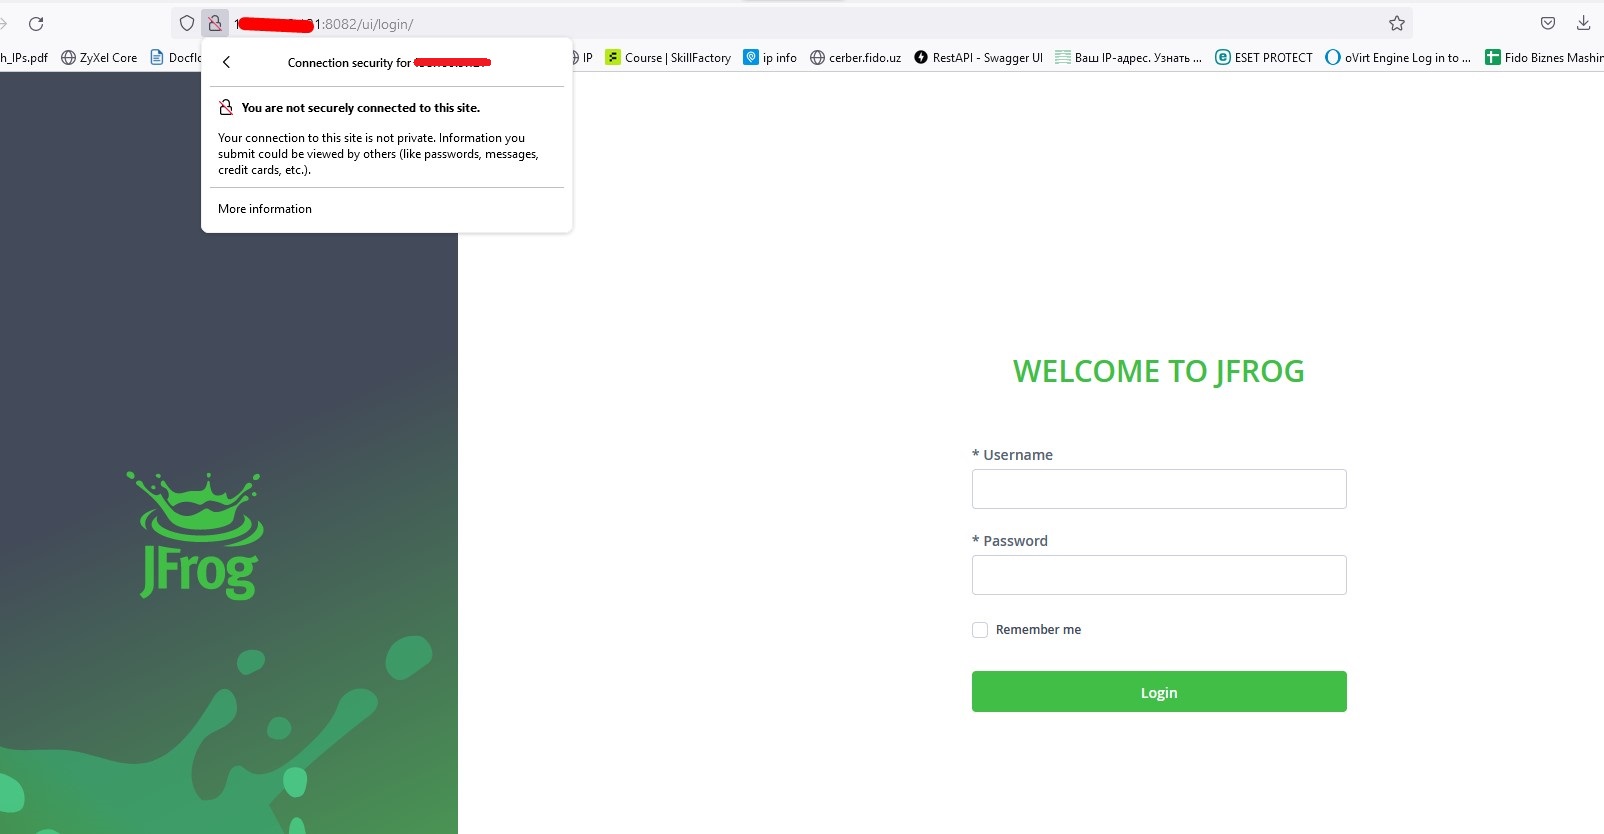 :8082/ui/login/
h_IPs.pdf
ZyXel Core
Docflo
IP
Course | SkillFactory
ip info
cerber.fido.uz
RestAPI - Swagger UI
Ваш IP-адрес. Узнать ...
ESET PROTECT
oVirt Engine Log in to ...
Fido Biznes Mashin
Connection security for
You are not securely connected to this site.
Your connection to this site is not private. Information you
submit could be viewed by others (like passwords, messages,
credit cards, etc.).
More information
JFrog
WELCOME TO JFROG
* Username
* Password
Remember me
Login